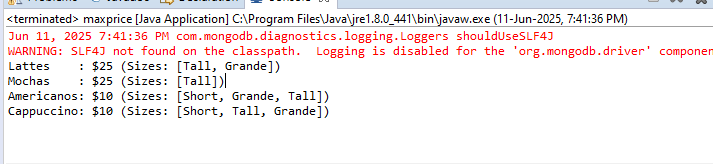 <terminated> maxprice [Java Application] C:\Program Files\Java\jre1.8.0_441\bin\javaw.exe (11-Jun-2025, 7:41:36 PM)
Jun 11, 2025 7:41:36 PM com.mongodb.diagnostics.logging.Loggers shouldUseSLF4J
WARNING: SLF4J not found on the classpath.  Logging is disabled for the 'org.mongodb.driver' componen
Lattes    : $25 (Sizes: [Tall, Grande])
Mochas    : $25 (Sizes: [Tall])
Americanos: $10 (Sizes: [Short, Grande, Tall])
Cappuccino: $10 (Sizes: [Short, Tall, Grande])